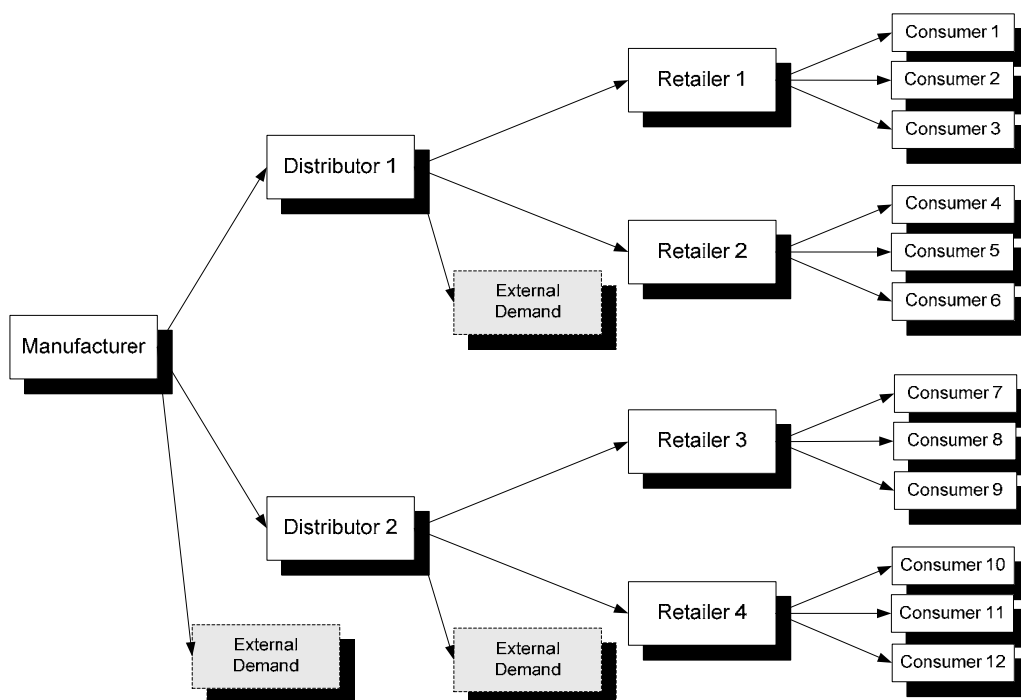 Manufacturer
Distributor 1
Distributor 2
External
Demand
External
Demand
External
Demand
Retailer 1
Retailer 2
Retailer 3
Retailer 4
Consumer 1
Consumer 2
Consumer 3
Consumer 4
Consumer 5
Consumer 6
Consumer 7
Consumer 8
Consumer 9
Consumer 10
Consumer 11
Consumer 12